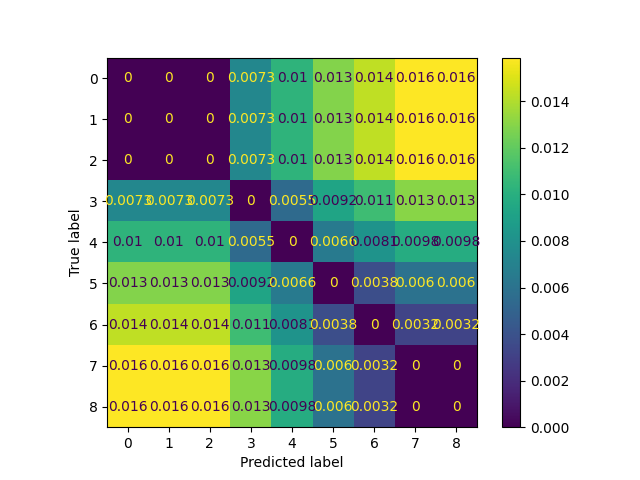 0 0 0 0 0.0073 0.01 0.013 0.014 0.016 0.016
1 0 0 0 0.0073 0.01 0.013 0.014 0.016 0.016
2 0 0 0 0.0073 0.01 0.013 0.014 0.016 0.016
3 0.0073 0.0073 0.0073 0 0.0055 0.0092 0.011 0.013 0.013
4 0.01 0.01 0.01 0.0055 0 0.0066 0.0081 0.0098 0.0098
5 0.013 0.013 0.013 0.0092 0.0066 0 0.0038 0.006 0.006
6 0.014 0.014 0.014 0.011 0.0081 0.0038 0 0.0032 0.0032
7 0.016 0.016 0.016 0.013 0.0098 0.006 0.0032 0 0
8 0.016 0.016 0.016 0.013 0.0098 0.006 0.0032 0 0
0 1 2 3 4 5 6 7 8
Predicted label
True label
0.014
0.012
0.010
0.008
0.006
0.004
0.002
0.000